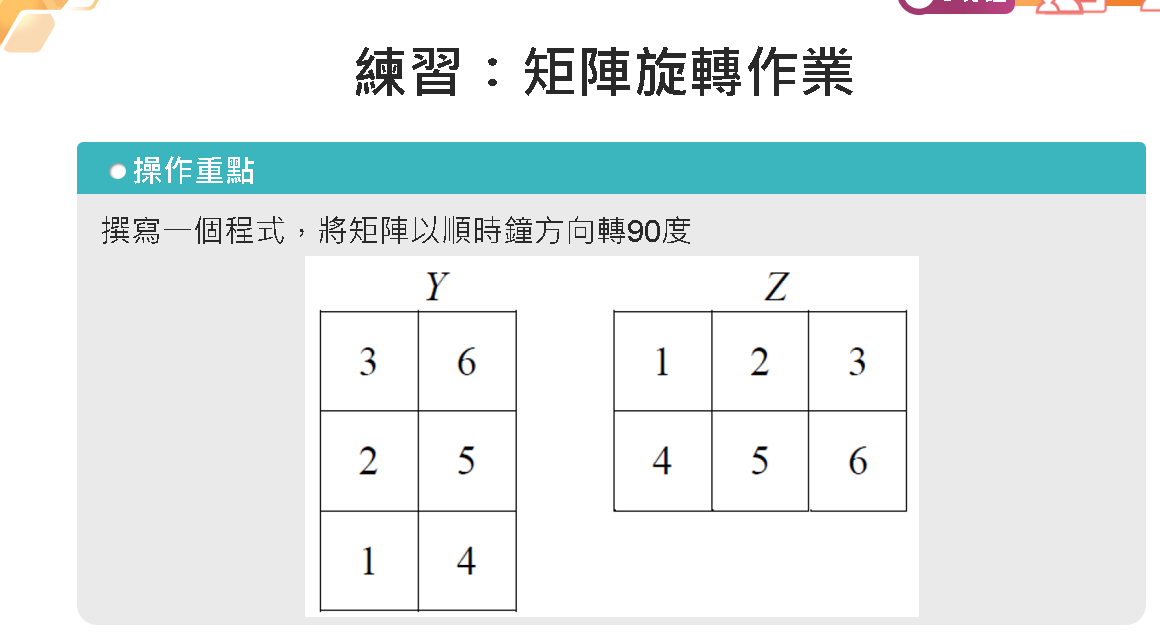 練習：矩陣旋轉作業
操作重點
撰寫一個程式，將矩陣以順時鐘方向轉90度
Y Z
3 6 1 2 3
2 5 4 5 6
1 4